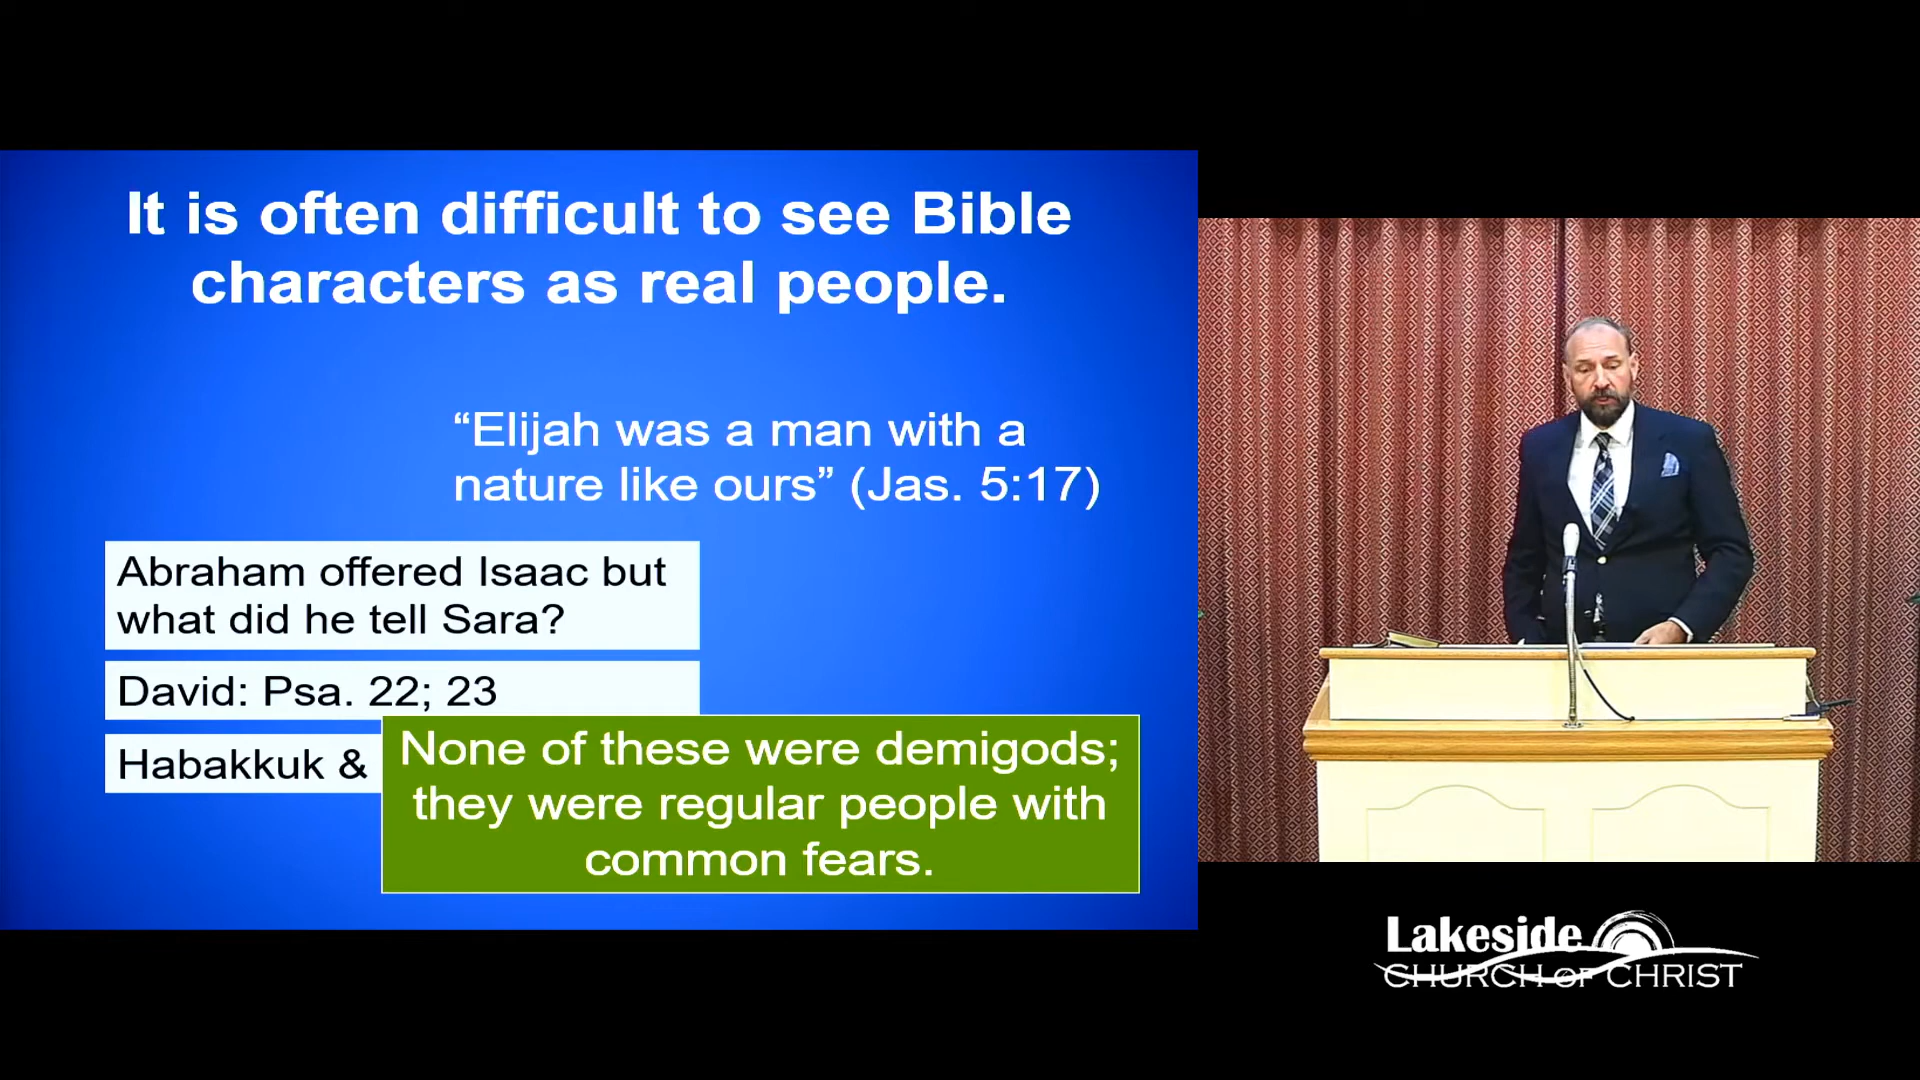 It is often difficult to see Bible
characters as real people.
“Elijah was a man with a
nature like ours” (Jas. 5:17)
Abraham offered Isaac but
what did he tell Sara?
David: Psa. 22; 23
Habakkuk &
None of these were demigods;
they were regular people with
common fears.
Lakeside
CHURCH OF CHRIST